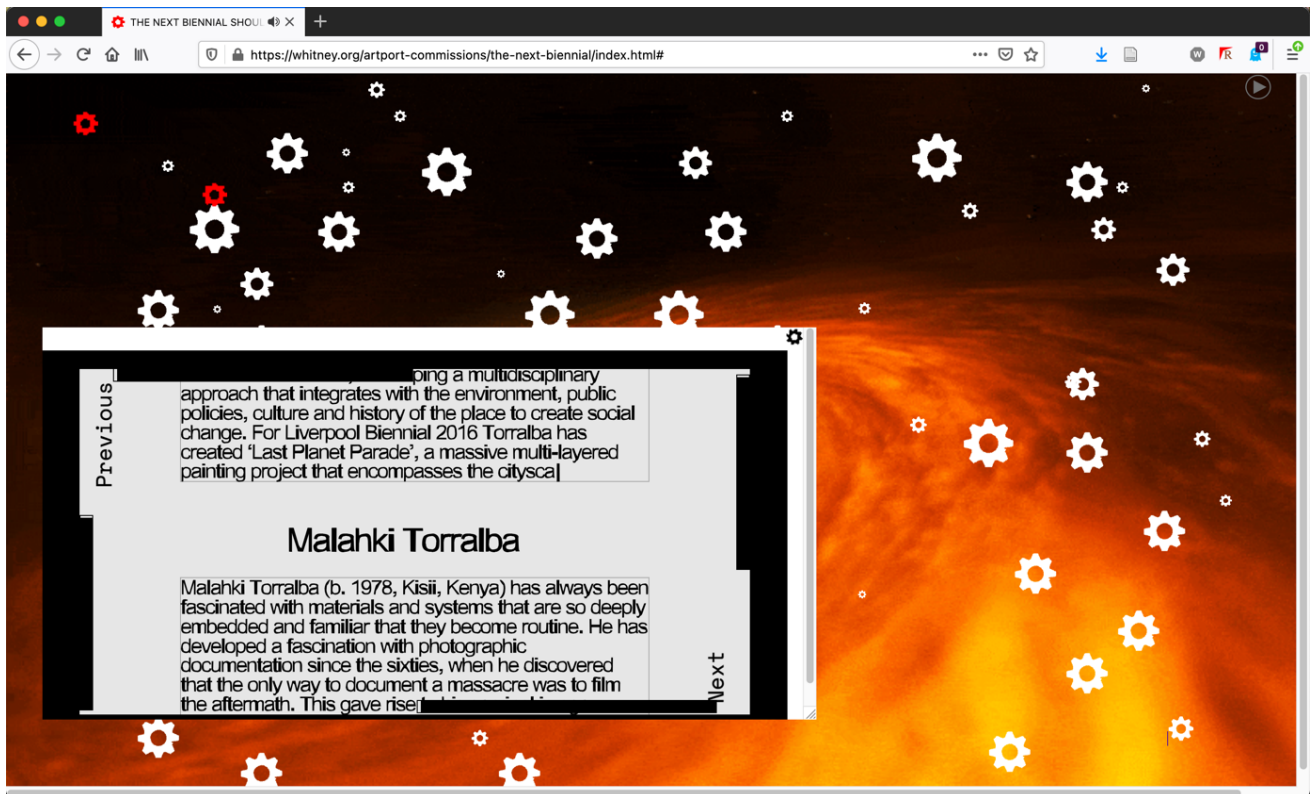 THE NEXT BIENNIAL SHOUL
https://whitney.org/artport-commissions/the-next-biennial/index.html#
0
Previous
ping a multidisciplinary
approach that integrates with the environment, public
policies, culture and history of the place to create social
change. For Liverpool Biennial 2016 Torralba has
created ‘Last Planet Parade’, a massive multi-layered
painting project that encompasses the citysca
Malahki Torralba
Malahki Torralba (b. 1978, Kisii, Kenya) has always been
fascinated with materials and systems that are so deeply
embedded and familiar that they become routine. He has
developed a fascination with photographic
documentation since the sixties, when he discovered
that the only way to document a massacre was to film
the aftermath. This gave rise
Next